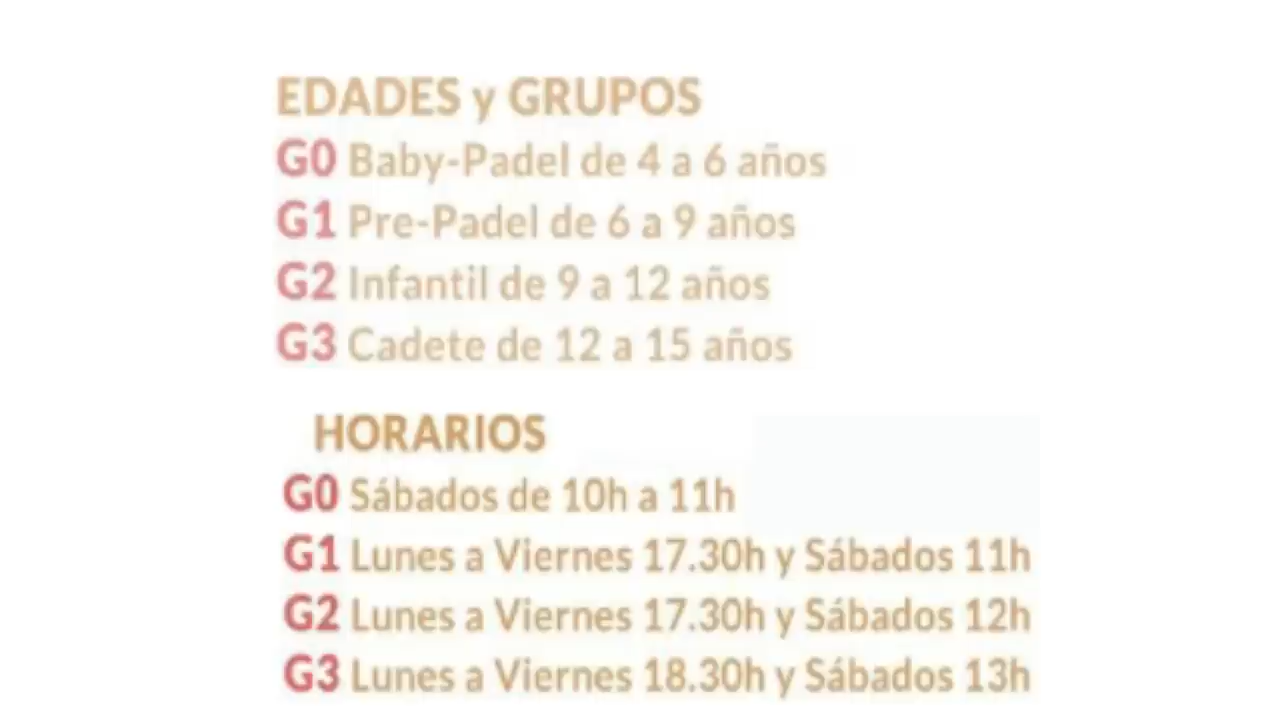 EDADES y GRUPOS
G0 Baby-Padel de 4 a 6 años
G1 Pre-Padel de 6 a 9 años
G2 Infantil de 9 a 12 años
G3 Cadete de 12 a 15 años
HORARIOS
G0 Sábados de 10h a 11h
G1 Lunes a Viernes 17.30h y Sábados 11h
G2 Lunes a Viernes 17.30h y Sábados 12h
G3 Lunes a Viernes 18.30h y Sábados 13h